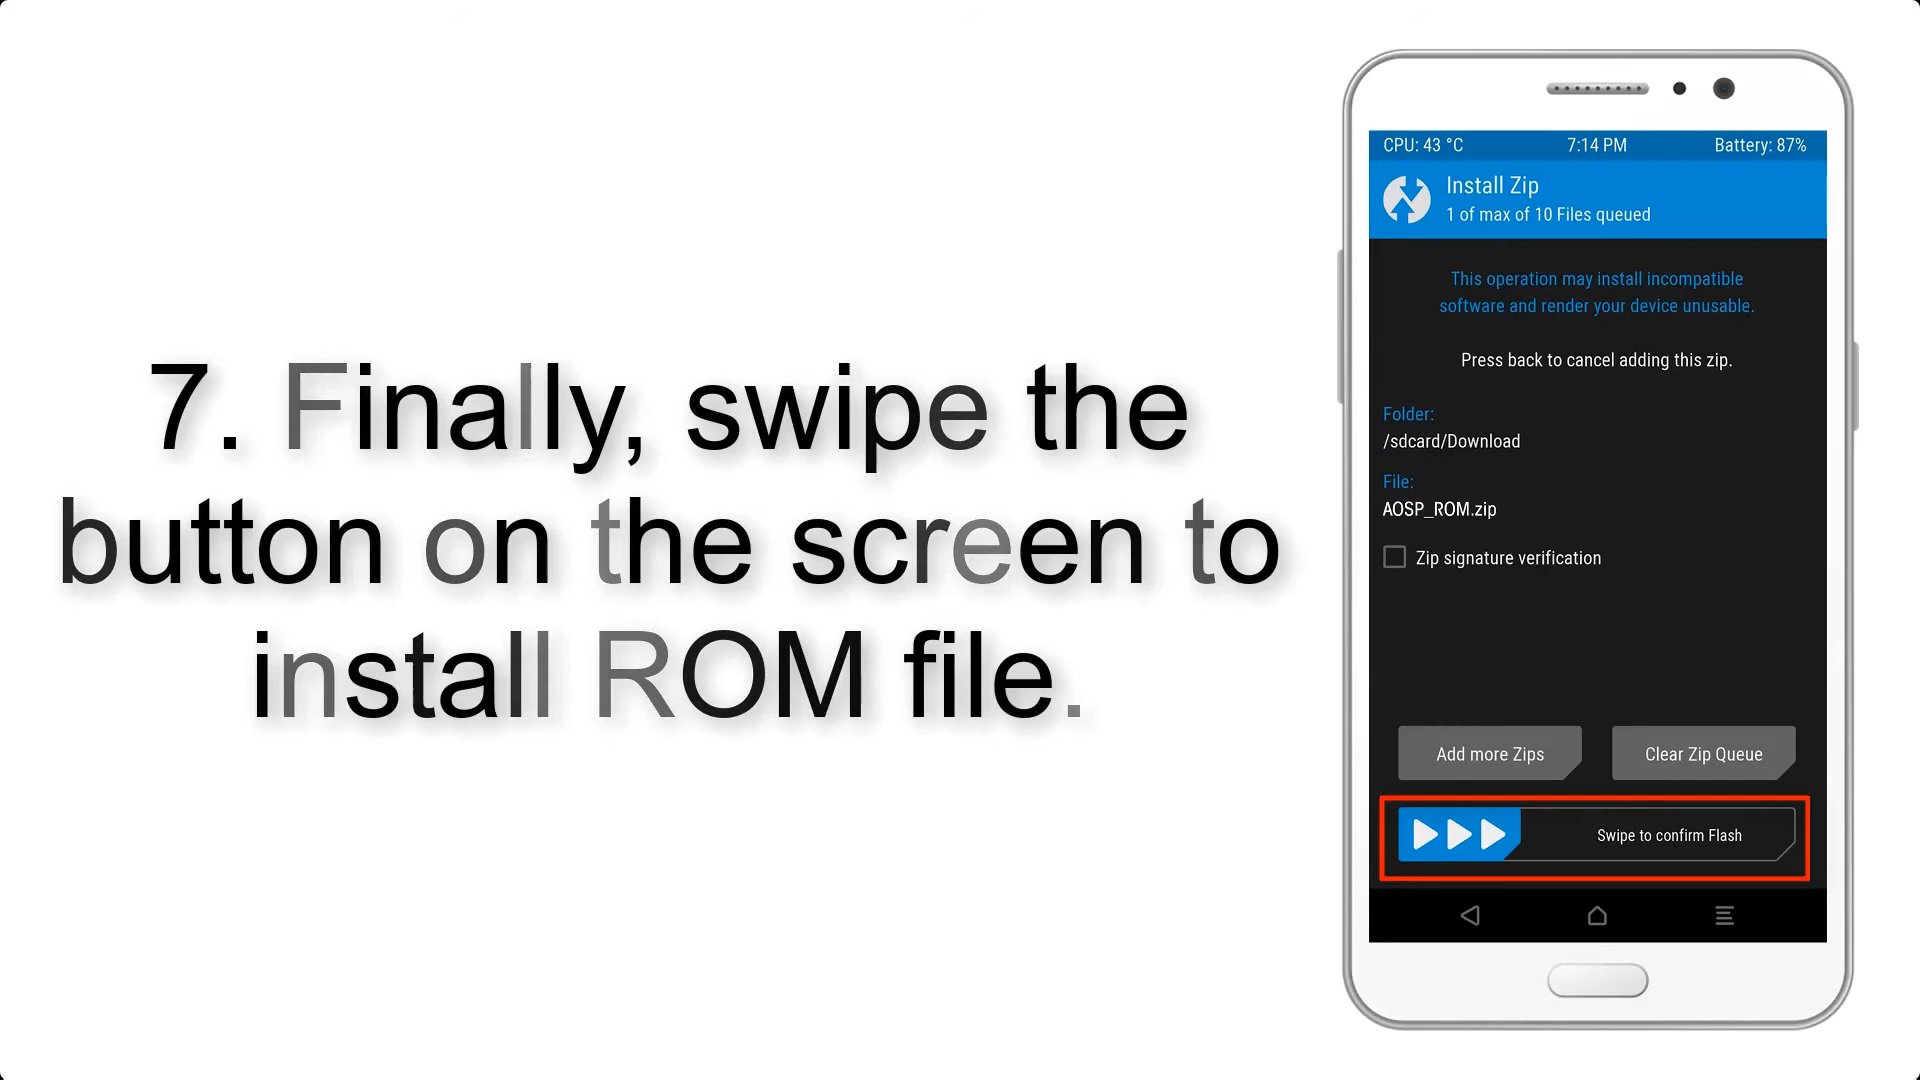 7. Finally, swipe the
button on the screen to
install ROM file.
CPU: 43 °C 7:14 PM Battery: 87%
Install Zip
1 of max of 10 Files queued
This operation may install incompatible
software and render your device unusable.
Press back to cancel adding this zip.
Folder:
/sdcard/Download
File:
AOSP_ROM.zip
Zip signature verification
Add more Zips Clear Zip Queue
Swipe to confirm Flash